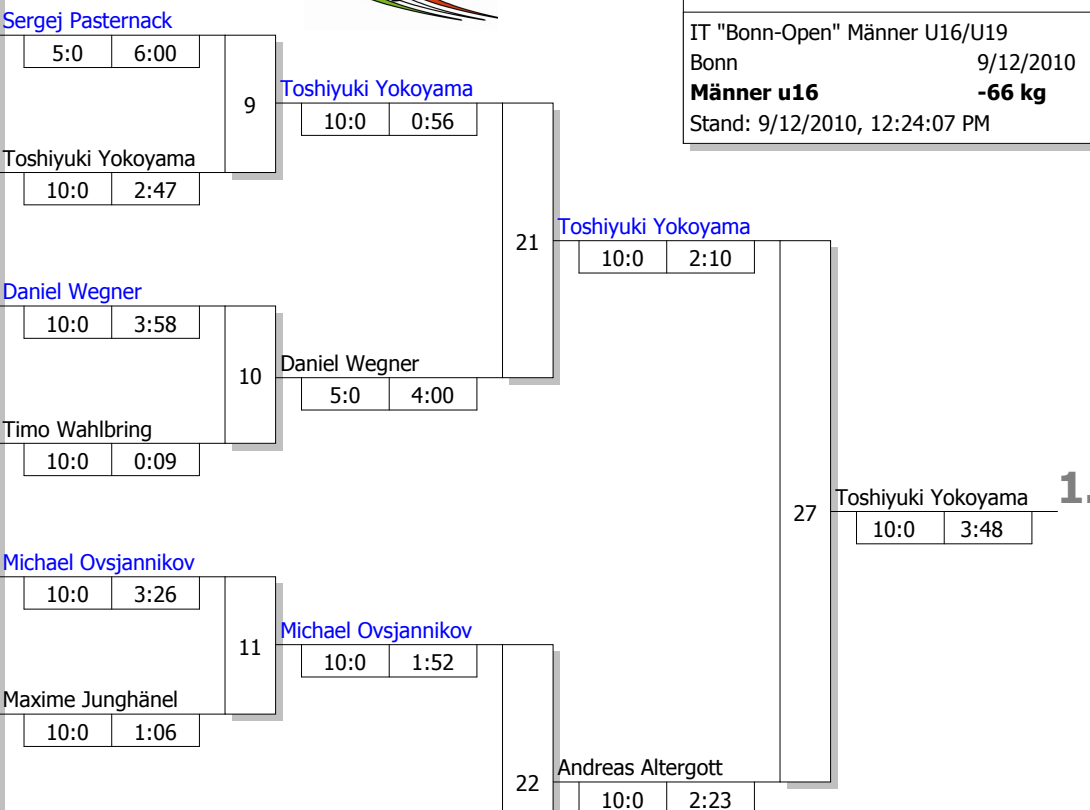 IT "Bonn-Open" Männer U16/U19
Bonn 9/12/2010
Männer u16 -66 kg
Stand: 9/12/2010, 12:24:07 PM
Sergej Pasternack
5:0 6:00
9
Toshiyuki Yokoyama
10:0 2:47
Toshiyuki Yokoyama
10:0 0:56
Daniel Wegner
10:0 3:58
10
Timo Wahlbring
10:0 0:09
Daniel Wegner
5:0 4:00
21
Toshiyuki Yokoyama
10:0 2:10
Michael Ovsjannikov
10:0 3:26
11
Maxime Junghänel
10:0 1:06
Michael Ovsjannikov
10:0 1:52
22
Andreas Altergott
10:0 2:23
27
Toshiyuki Yokoyama 1.
10:0 3:48